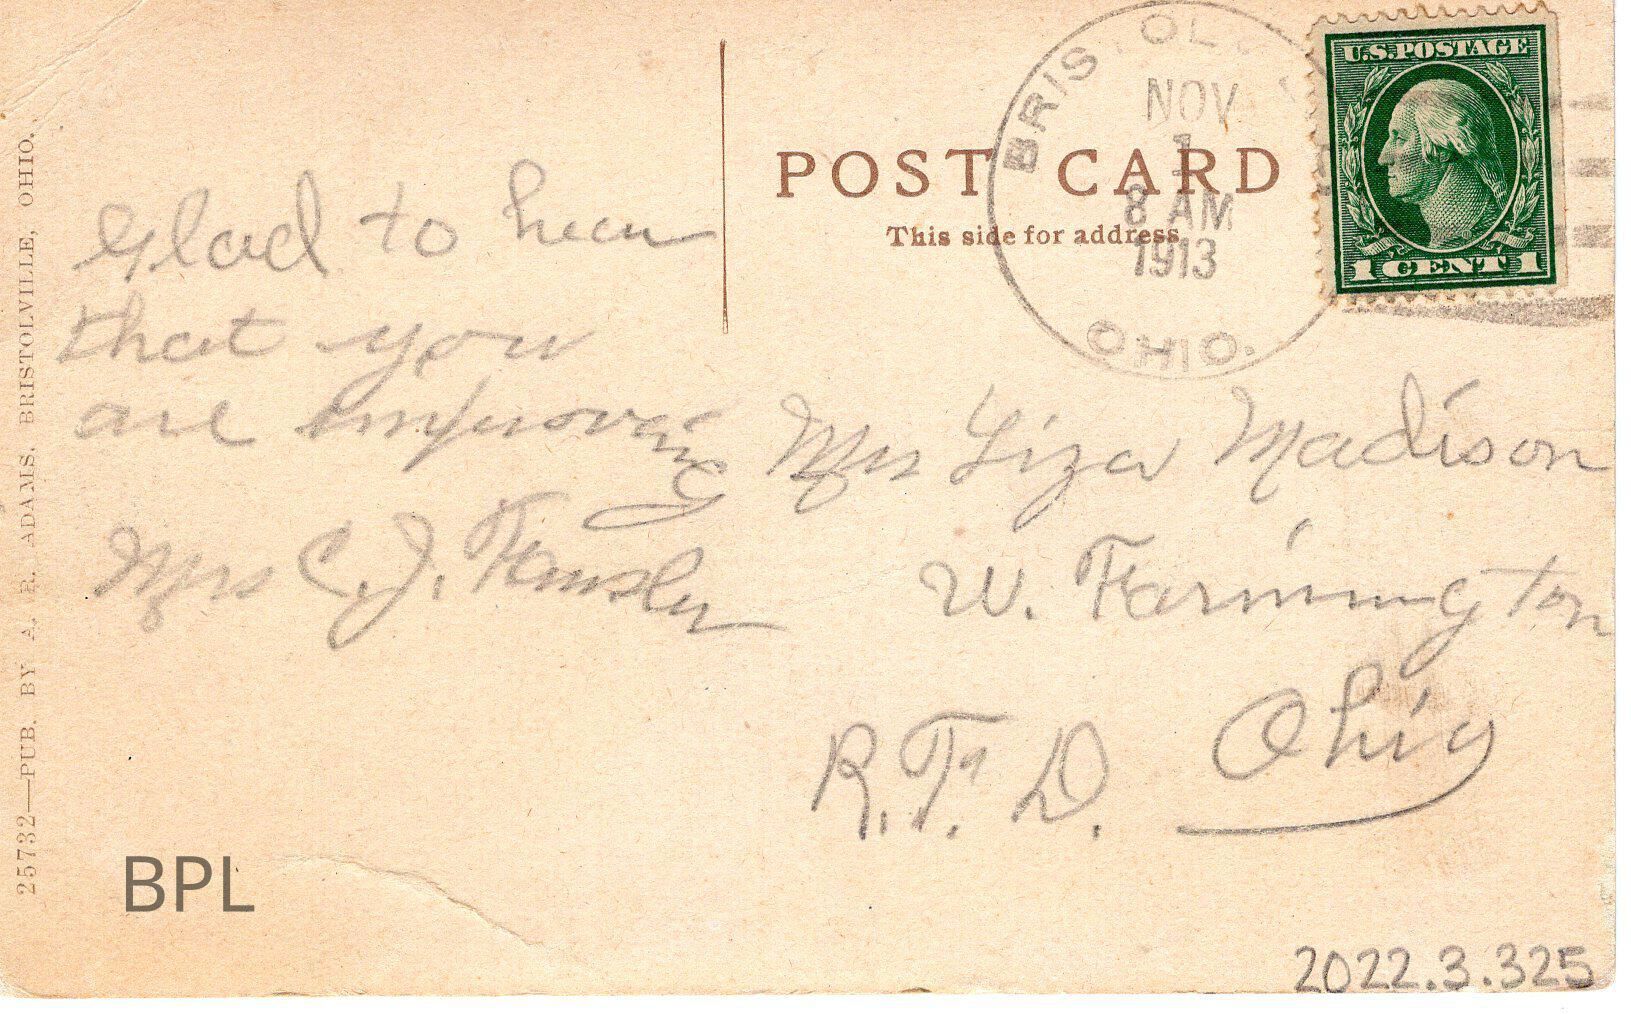 25732—PUB. BY A. R. ADAMS, BRISTOLVILLE, OHIO.
Glad to hear
that you
are improving
Mrs C. J.
POST CARD
This side for address
BRISTOL
NOV
1
8 AM
1913
OHIO.
U.S. POSTAGE
1 CENT 1
Mrs Liza Madison
W. Farmington
Ohio
R.F.D.
BPL
2022.3.325